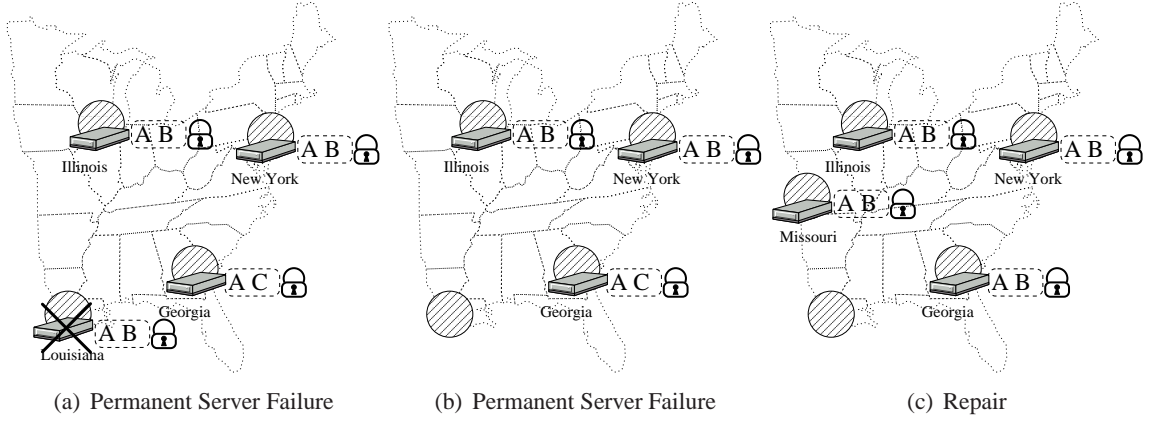 A B
Illinois
A B
New York
A C
Georgia
A B
Louisiana
(a) Permanent Server Failure
A B
Illinois
A B
New York
A C
Georgia
(b) Permanent Server Failure
A B
Illinois
A B
New York
A B
Missouri
A B
Georgia
(c) Repair